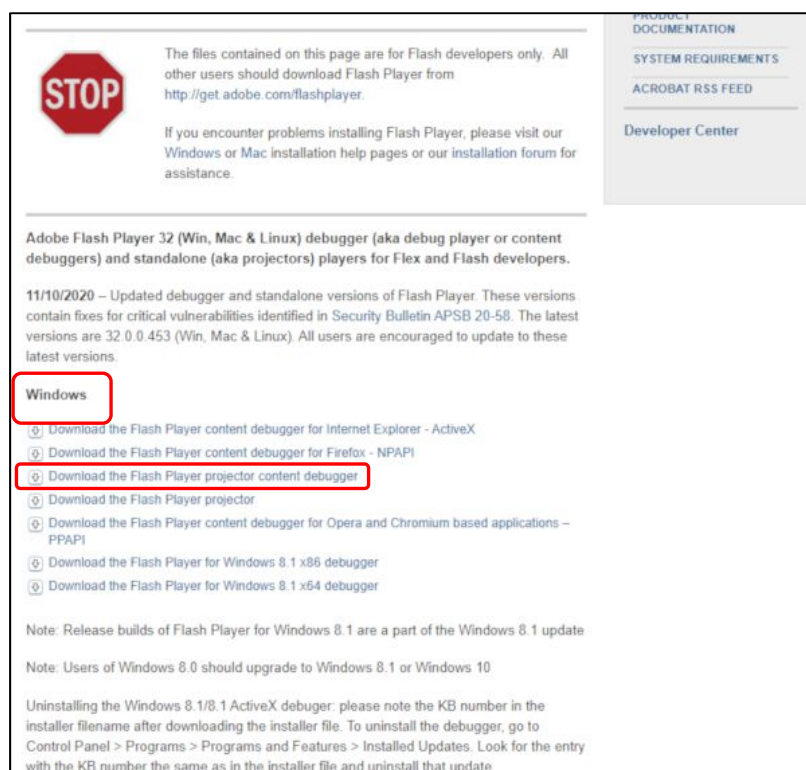 PRODUCT
DOCUMENTATION
SYSTEM REQUIREMENTS
ACROBAT RSS FEED
Developer Center
STOP
The files contained on this page are for Flash developers only. All
other users should download Flash Player from
http://get.adobe.com/flashplayer.
If you encounter problems installing Flash Player, please visit our
Windows or Mac installation help pages or our installation forum for
assistance.
Adobe Flash Player 32 (Win, Mac & Linux) debugger (aka debug player or content
debuggers) and standalone (aka projectors) players for Flex and Flash developers.
11/10/2020 – Updated debugger and standalone versions of Flash Player. These versions
contain fixes for critical vulnerabilities identified in Security Bulletin APSB 20-58. The latest
versions are 32.0.0.453 (Win, Mac & Linux). All users are encouraged to update to these
latest versions.
Windows
Download the Flash Player content debugger for Internet Explorer - ActiveX
Download the Flash Player content debugger for Firefox - NPAPI
Download the Flash Player projector content debugger
Download the Flash Player projector
Download the Flash Player content debugger for Opera and Chromium based applications –
PPAPI
Download the Flash Player for Windows 8.1 x86 debugger
Download the Flash Player for Windows 8.1 x64 debugger
Note: Release builds of Flash Player for Windows 8.1 are a part of the Windows 8.1 update
Note: Users of Windows 8.0 should upgrade to Windows 8.1 or Windows 10
Uninstalling the Windows 8.1/8.1 ActiveX debuger: please note the KB number in the
installer filename after downloading the installer file. To uninstall the debugger, go to
Control Panel > Programs > Programs and Features > Installed Updates. Look for the entry
with the KB number the same as in the installer file and uninstall that update.